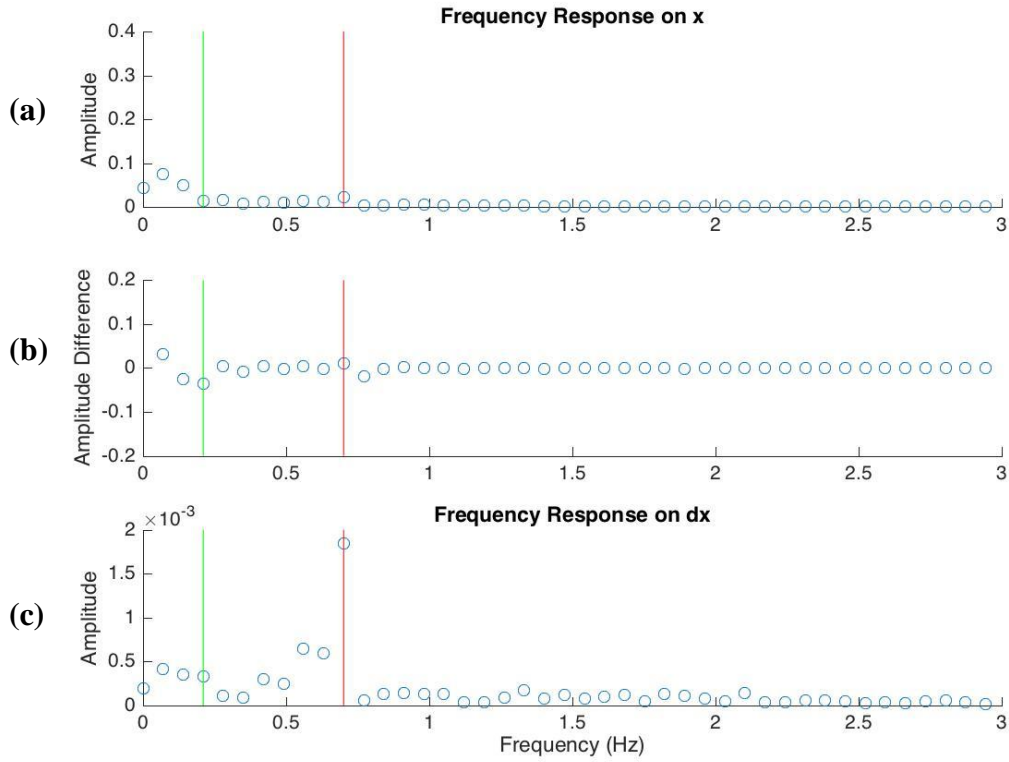 Frequency Response on x
(a)
Amplitude
0.4
0.3
0.2
0.1
0
0 0.5 1 1.5 2 2.5 3
(b)
Amplitude Difference
0.2
0.1
0
-0.1
-0.2
0 0.5 1 1.5 2 2.5 3
Frequency Response on dx
(c)
Amplitude
×10-3
2
1.5
1
0.5
0
0 0.5 1 1.5 2 2.5 3
Frequency (Hz)